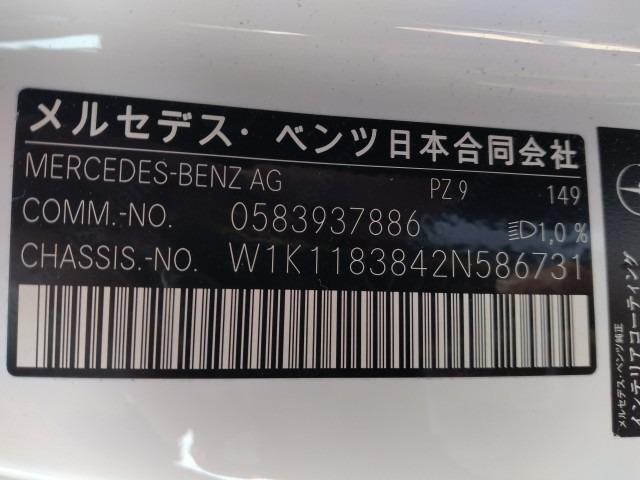 メルセデス・ベンツ日本合同会社
MERCEDES-BENZ AG PZ 9 149
COMM.-NO. 0583937886 1,0 %
CHASSIS.-NO. W1K1183842N586731
メルセデス・ベンツ純正
インテリアコーティング